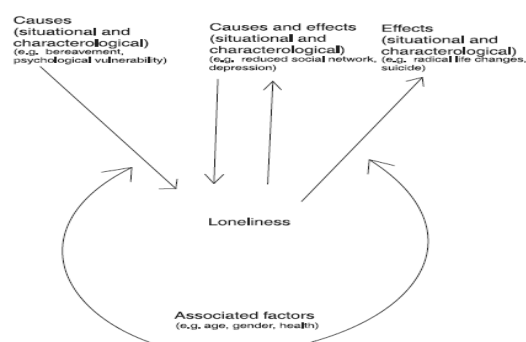 Causes
(situational and
characterological)
(e.g. bereavement,
psychological vulnerability)
Causes and effects
(situational and
characterological)
(e.g. reduced social network,
depression)
Effects
(situational and
characterological)
(e.g. radical life changes,
suicide)
Loneliness
Associated factors
(e.g. age, gender, health)